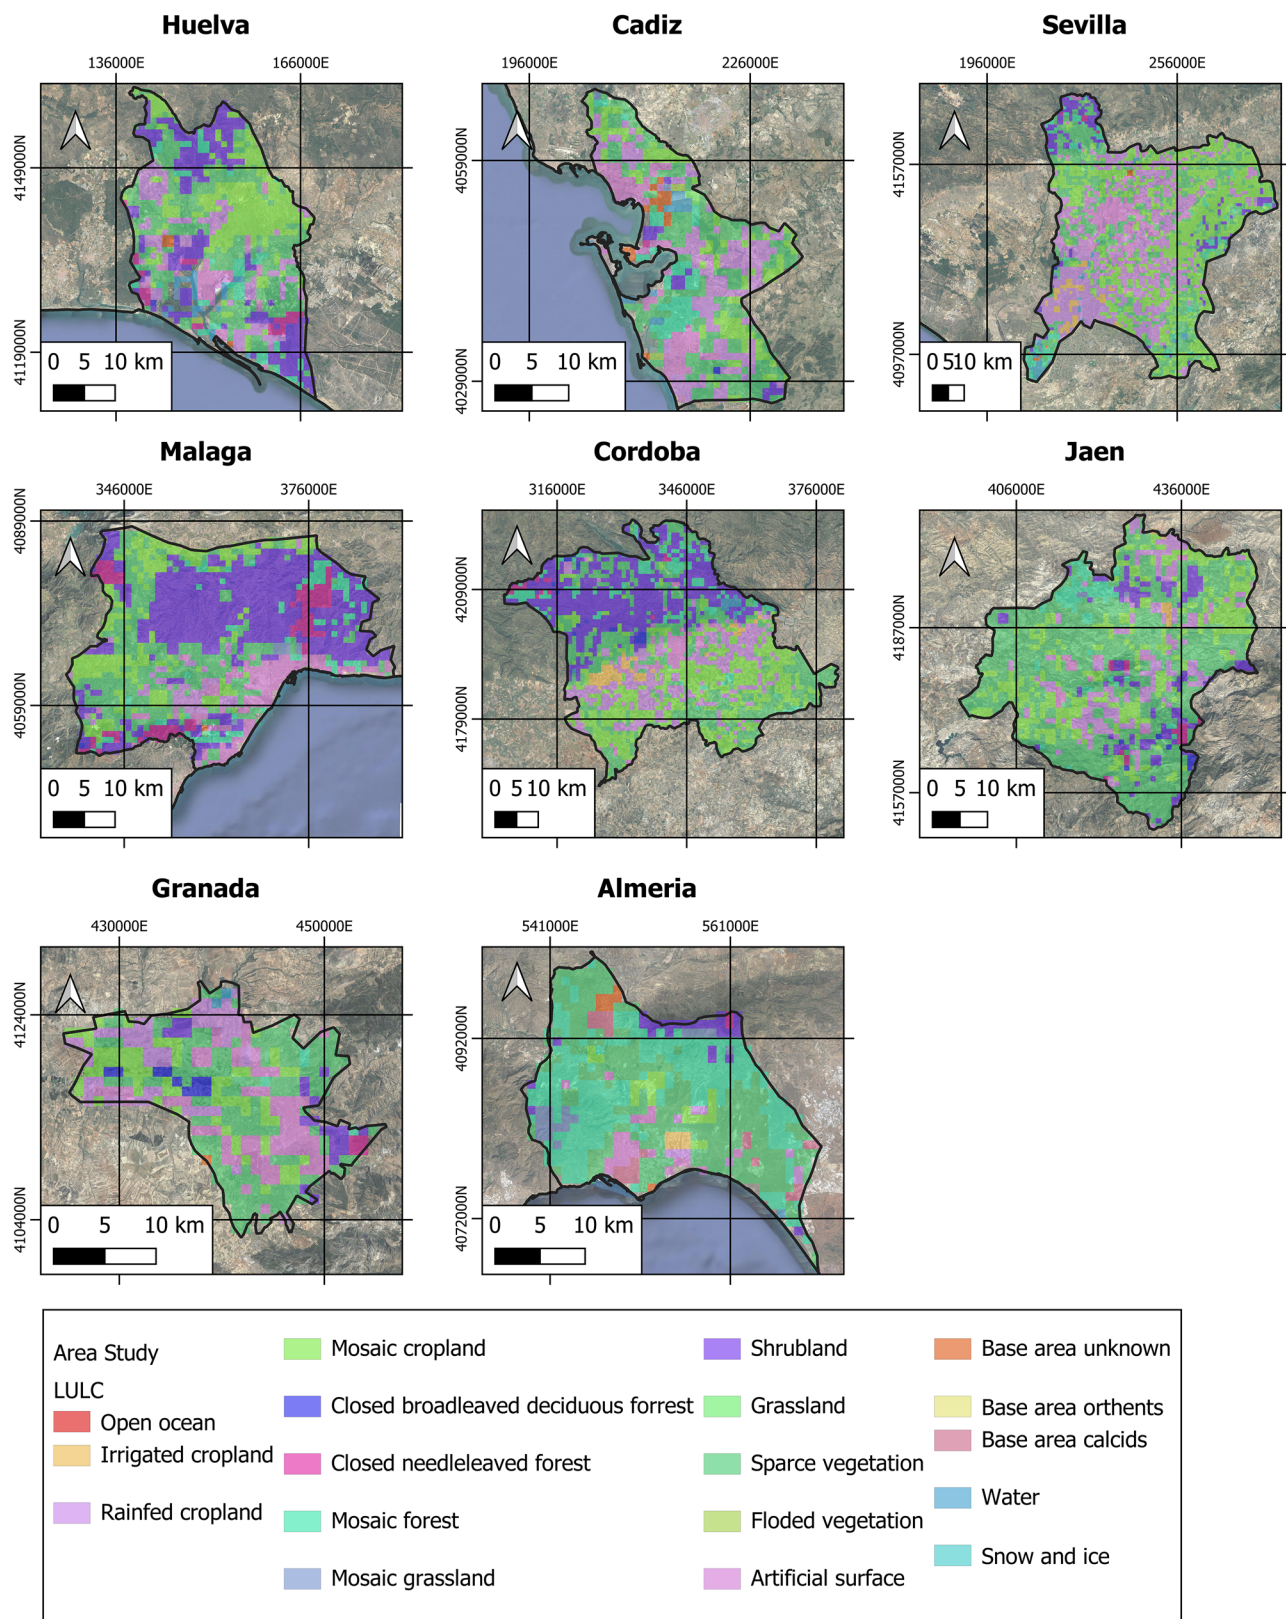 Huelva
136000E 166000E
4149000N
4119000N
0 5 10 km
Cadiz
196000E 226000E
4059000N
4029000N
0 5 10 km
Sevilla
196000E 256000E
4157000N
4097000N
0 510 km
Malaga
346000E 376000E
4089000N
4059000N
0 5 10 km
Cordoba
316000E 346000E 376000E
4209000N
4179000N
0 5 10 km
Jaen
406000E 436000E
4187000N
4157000N
0 5 10 km
Granada
430000E 450000E
4124000N
4104000N
0 5 10 km
Almeria
541000E 561000E
4092000N
4072000N
0 5 10 km
Area Study
LULC
Open ocean
Irrigated cropland
Rainfed cropland
Mosaic cropland
Closed broadleaved deciduous forrest
Closed needleleaved forest
Mosaic forest
Mosaic grassland
Shrubland
Grassland
Sparce vegetation
Floded vegetation
Artificial surface
Base area unknown
Base area orthents
Base area calcids
Water
Snow and ice